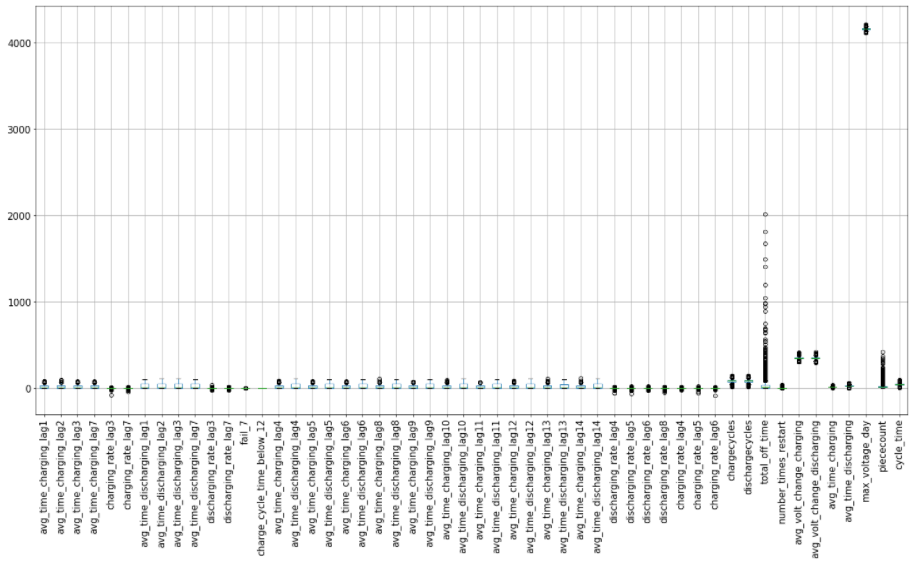 4000
3000
2000
1000
0
avg_time_charging_lag1
avg_time_charging_lag2
avg_time_charging_lag3
avg_time_charging_lag7
charging_rate_lag3
charging_rate_lag7
avg_time_discharging_lag1
avg_time_discharging_lag2
avg_time_discharging_lag3
avg_time_discharging_lag7
discharging_rate_lag3
discharging_rate_lag7
fail_7
charge_cycle_time_below_12
avg_time_charging_lag4
avg_time_discharging_lag4
avg_time_charging_lag5
avg_time_discharging_lag5
avg_time_charging_lag6
avg_time_discharging_lag6
avg_time_charging_lag8
avg_time_discharging_lag8
avg_time_charging_lag9
avg_time_discharging_lag9
avg_time_charging_lag10
avg_time_discharging_lag10
avg_time_charging_lag11
avg_time_discharging_lag11
avg_time_charging_lag12
avg_time_discharging_lag12
avg_time_charging_lag13
avg_time_discharging_lag13
avg_time_charging_lag14
avg_time_discharging_lag14
discharging_rate_lag4
discharging_rate_lag5
discharging_rate_lag6
discharging_rate_lag8
charging_rate_lag4
charging_rate_lag5
charging_rate_lag6
chargecycles
dischargecycles
total_off_time
number_times_restart
avg_volt_change_charging
avg_volt_change_discharging
avg_time_charging
avg_time_discharging
max_voltage_day
piececount
cycle_time